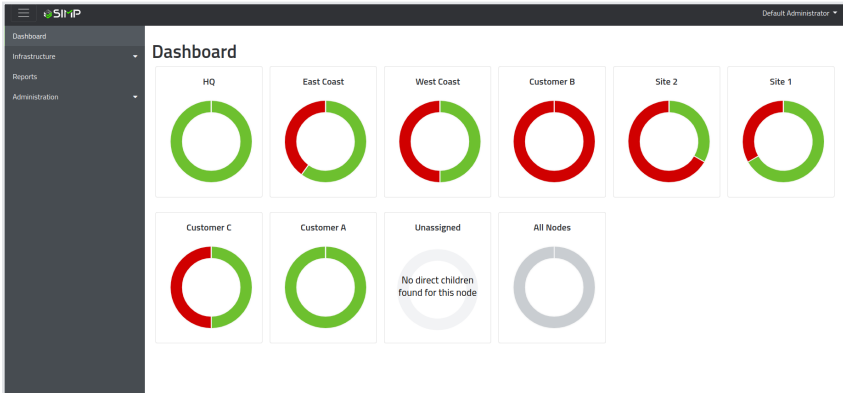 SIMP
Default Administrator
Dashboard
Infrastructure
Reports
Administration
Dashboard
HQ
East Coast
West Coast
Customer B
Site 2
Site 1
Customer C
Customer A
Unassigned
All Nodes
No direct children
found for this node